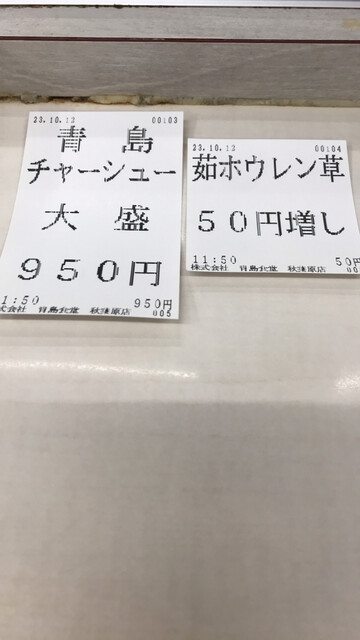 23.10.13 00103
青島
チャーシュー
大盛
950円
11:50 950円
株式会社 青島食堂 秋葉原店 005
23.10.13 00104
茹ホウレン草
50円増し
11:50 50円
株式会社 青島食堂 秋葉原店